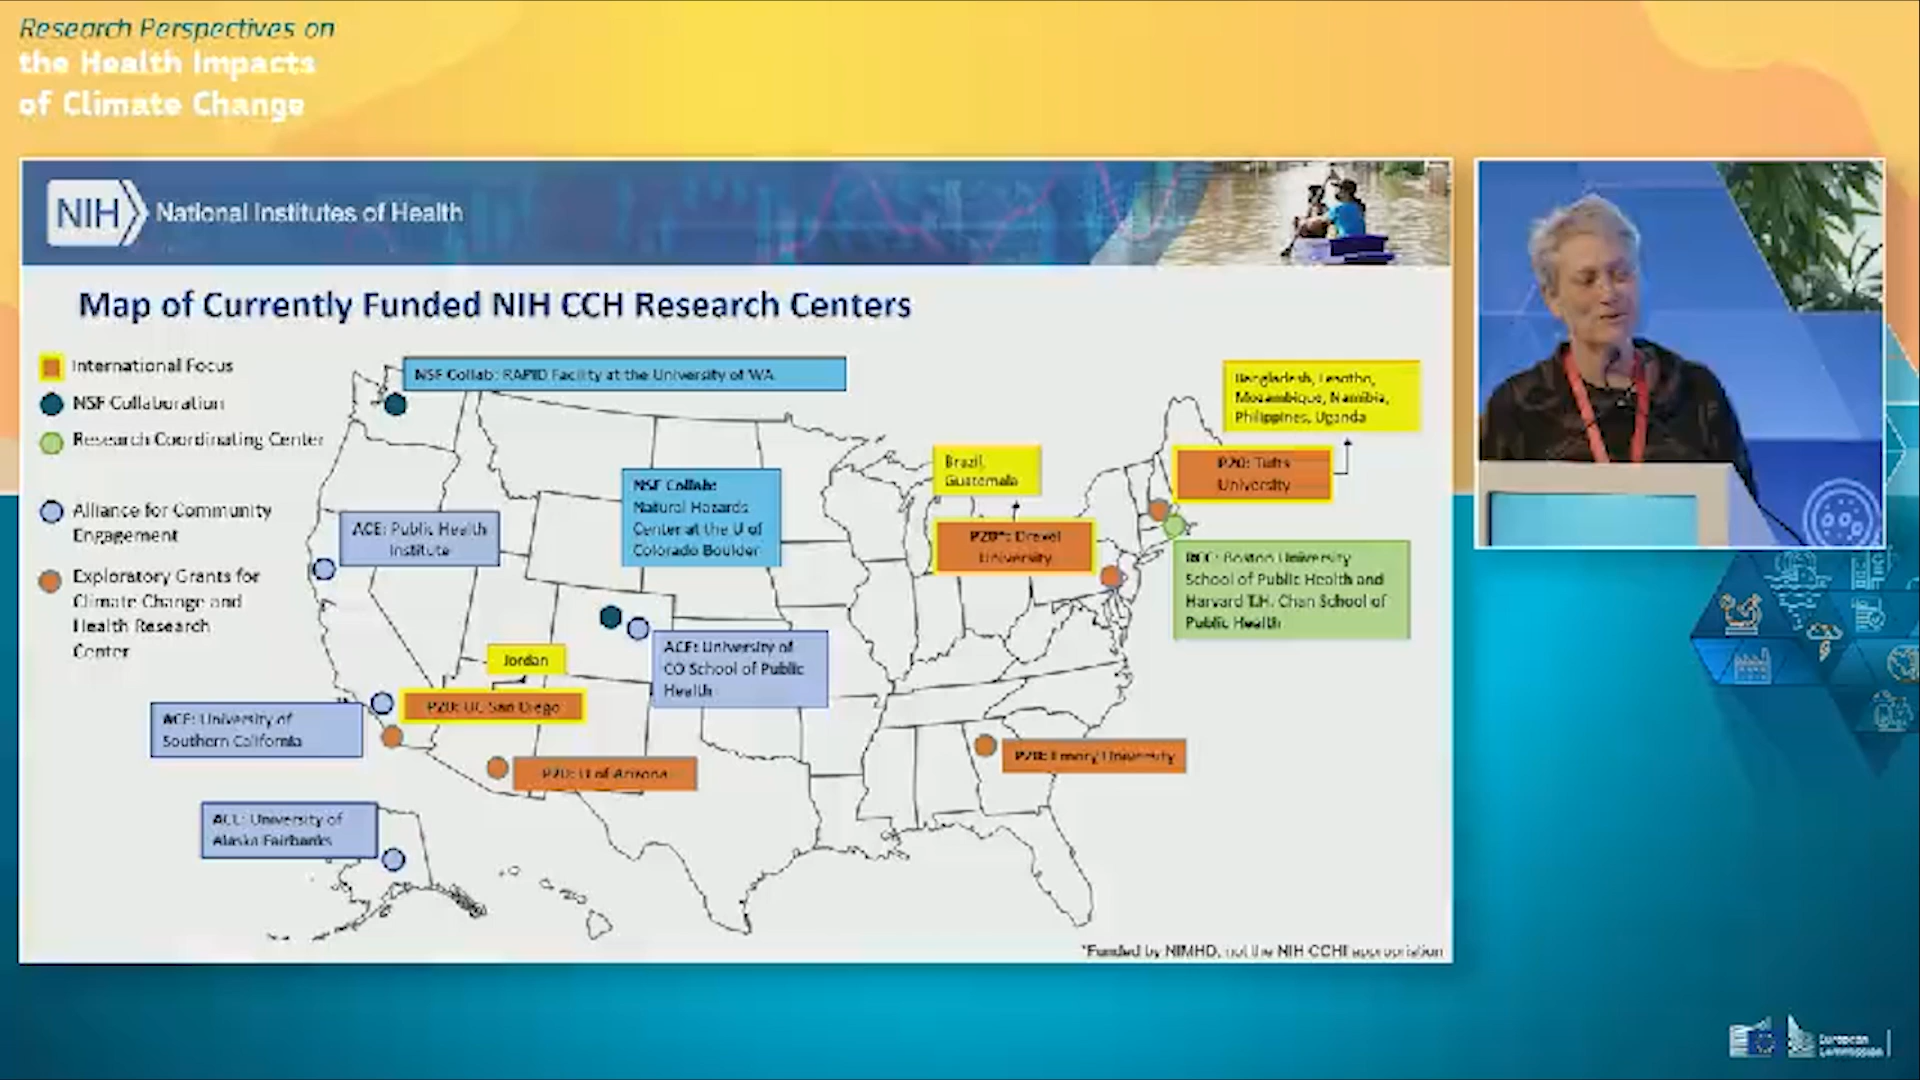 Research Perspectives on
the Health Impacts
of Climate Change
NIH National Institutes of Health
Map of Currently Funded NIH CCH Research Centers
International Focus
NSF Collaboration
Research Coordinating Center
Alliance for Community
Engagement
Exploratory Grants for
Climate Change and
Health Research
Center
NSF Collab: RAPID Facility at the University of WA
ACE: Public Health
Institute
NSF Collab:
Natural Hazards
Center at the U of
Colorado Boulder
Brazil,
Guatemala
P20*: Drexel
University
Bangladesh, Lesotho,
Mozambique, Namibia,
Philippines, Uganda
P20: Tufts
University
RCC: Boston University
School of Public Health and
Harvard T.H. Chan School of
Public Health
ACE: University of
CO School of Public
Health
Jordan
P20: UC San Diego
ACE: University of
Southern California
P20: U of Arizona
P20: Emory University
ACE: University of
Alaska Fairbanks
*Funded by NIMHD, not the NIH CCHI appropriation
European
Commission